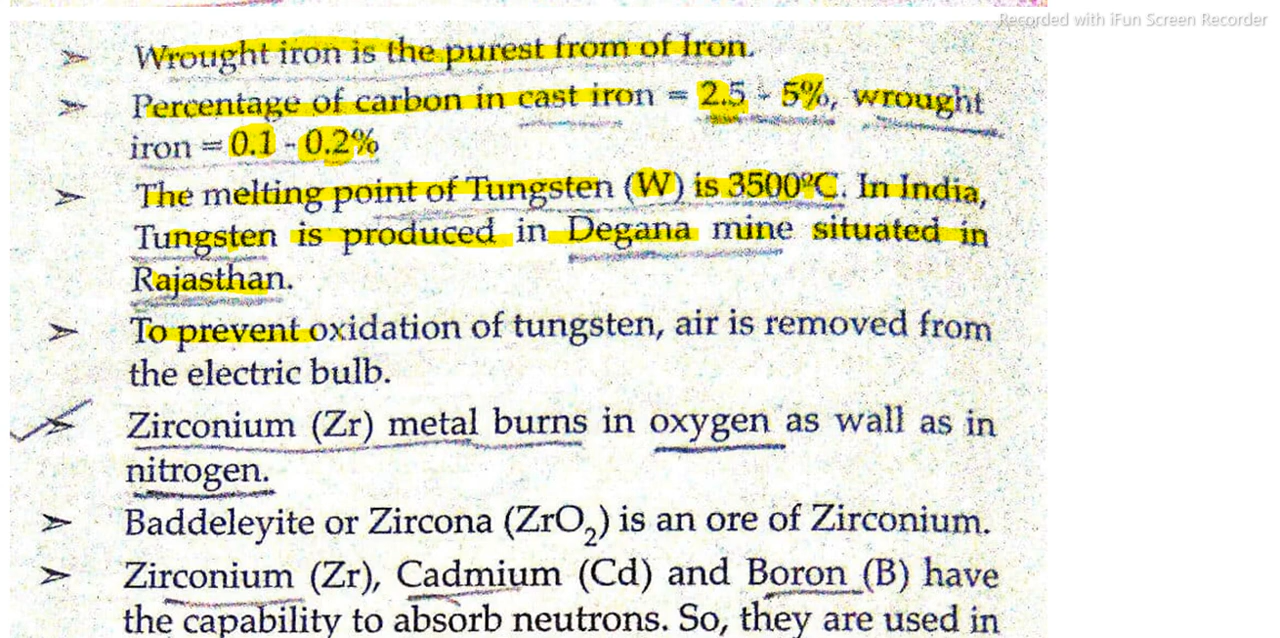 Recorded with iFun Screen Recorder
➢ Wrought iron is the purest from of Iron.
➢ Percentage of carbon in cast iron = 2.5 - 5%, wrought
iron = 0.1 - 0.2%
➢ The melting point of Tungsten (W) is 3500ºC. In India,
Tungsten is produced in Degana mine situated in
Rajasthan.
➢ To prevent oxidation of tungsten, air is removed from
the electric bulb.
➢ Zirconium (Zr) metal burns in oxygen as wall as in
nitrogen.
➢ Baddeleyite or Zircona (ZrO₂) is an ore of Zirconium.
➢ Zirconium (Zr), Cadmium (Cd) and Boron (B) have
the capability to absorb neutrons. So, they are used in